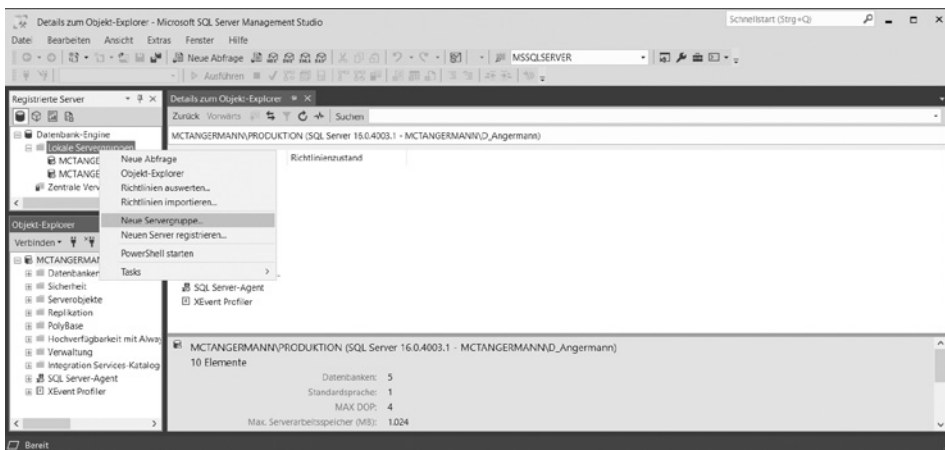 Details zum Objekt-Explorer - Microsoft SQL Server Management Studio
Schnellstart (Strg+Q)
Datei Bearbeiten Ansicht Extras Fenster Hilfe
Neue Abfrage
MSSQLSERVER
Ausführen
Registrierte Server
Details zum Objekt-Explorer
Zurück Vorwärts Suchen
Datenbank-Engine
MCTANGERMANN\PRODUKTION (SQL Server 16.0.4003.1 - MCTANGERMANN\D_Angermann)
Lokale Servergruppen
MCTANGE
MCTANGE
Zentrale Verv
Richtlinienzustand
Neue Abfrage
Objekt-Explorer
Richtlinien auswerten...
Richtlinien importieren...
Neue Servergruppe...
Neuen Server registrieren...
PowerShell starten
Tasks
Objekt-Explorer
Verbinden
MCTANGERMAN
Datenbanken
Sicherheit
Serverobjekte
Replikation
PolyBase
Hochverfügbarkeit mit Alway
Verwaltung
Integration Services-Katalog
SQL Server-Agent
XEvent Profiler
SQL Server-Agent
XEvent Profiler
MCTANGERMANN\PRODUKTION (SQL Server 16.0.4003.1 - MCTANGERMANN\D_Angermann)
10 Elemente
Datenbanken: 5
Standardsprache: 1
MAX DOP: 4
Max. Serverarbeitsspeicher (MB): 1.024
Bereit